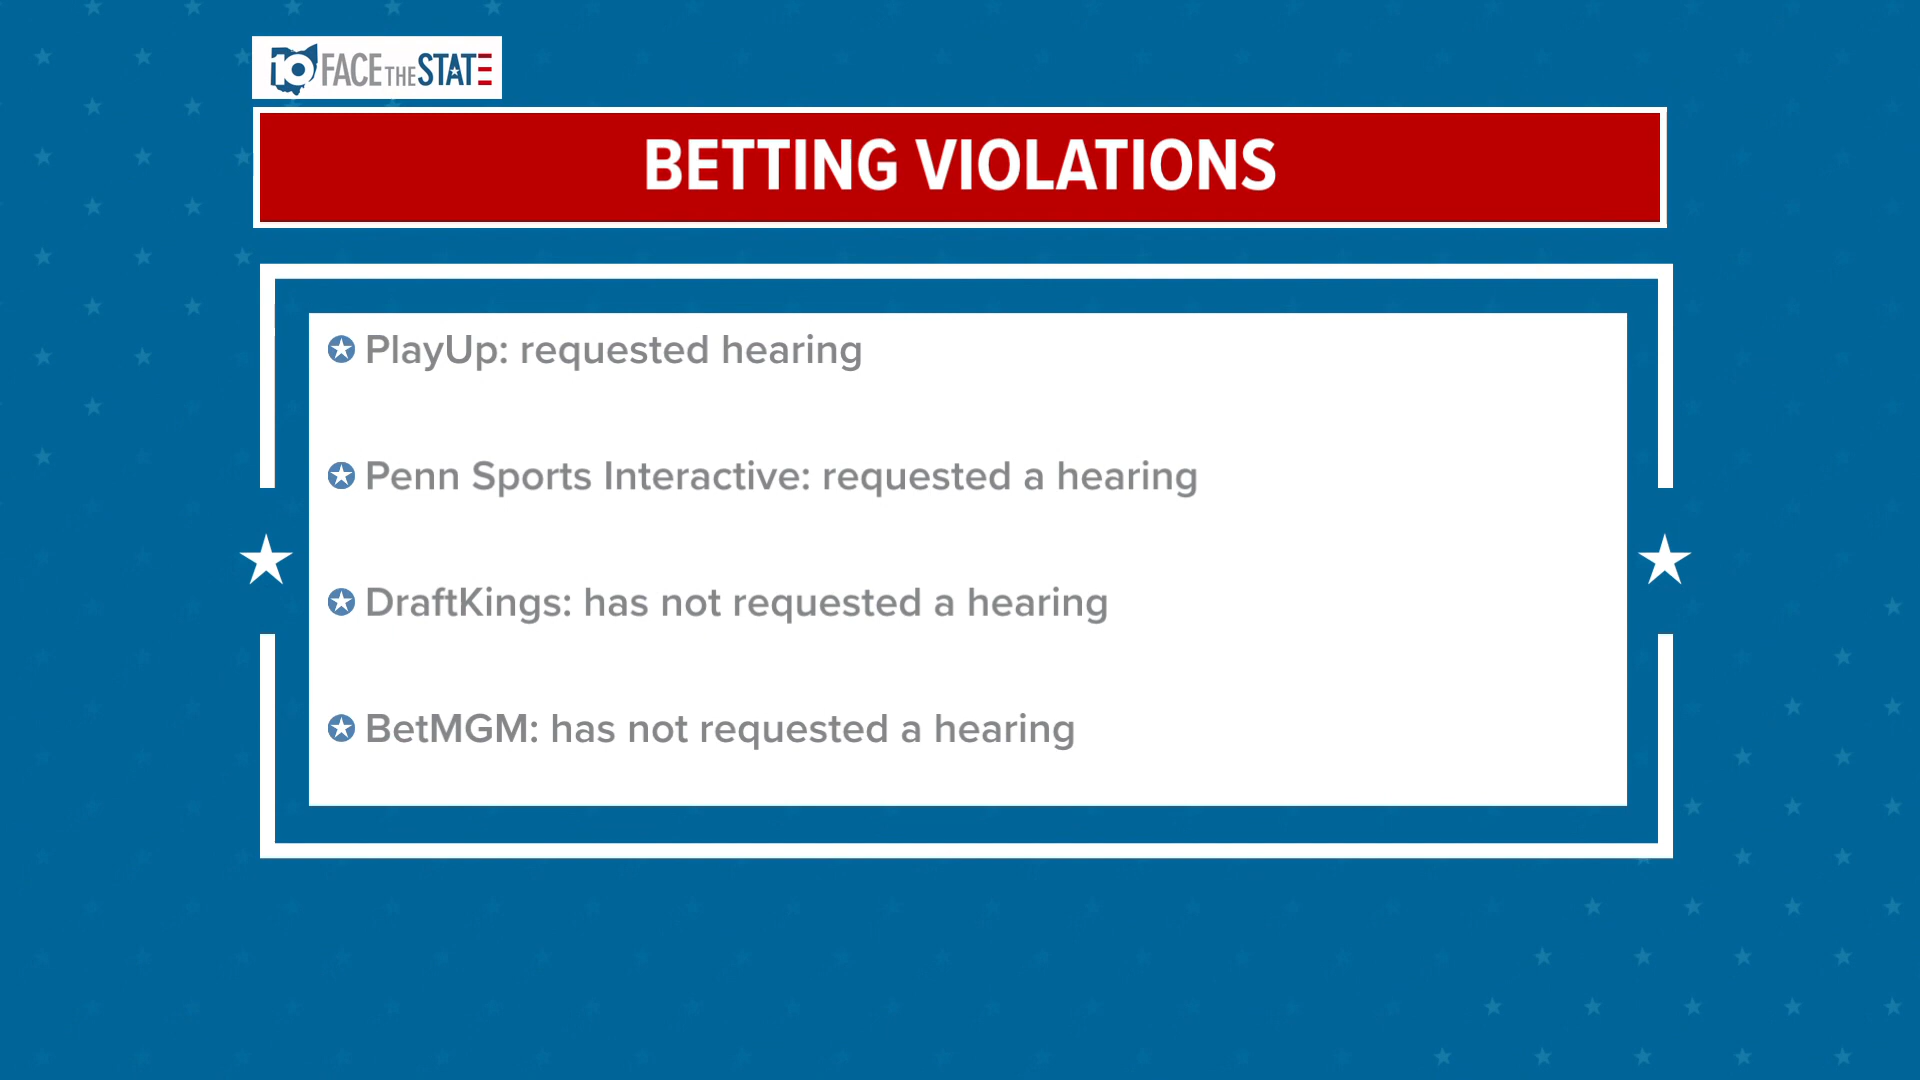 10 FACE THE STATE
BETTING VIOLATIONS
PlayUp: requested hearing
Penn Sports Interactive: requested a hearing
DraftKings: has not requested a hearing
BetMGM: has not requested a hearing